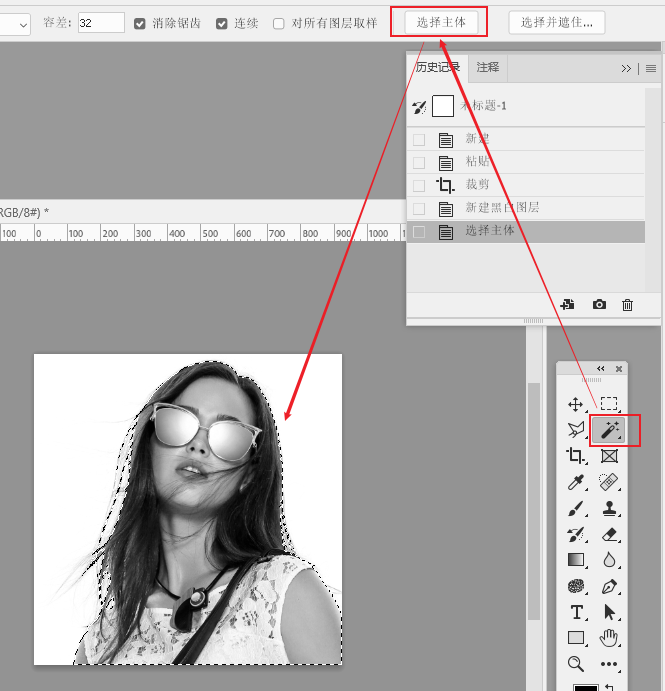 容差: 32 消除锯齿 连续 对所有图层取样 选择主体 选择并遮住...
历史记录 注释
未标题-1
新建
粘贴
裁剪
新建黑白图层
选择主体
RGB/8#) *
100 0 100 200 300 400 500 600 700 800 900 1000 1